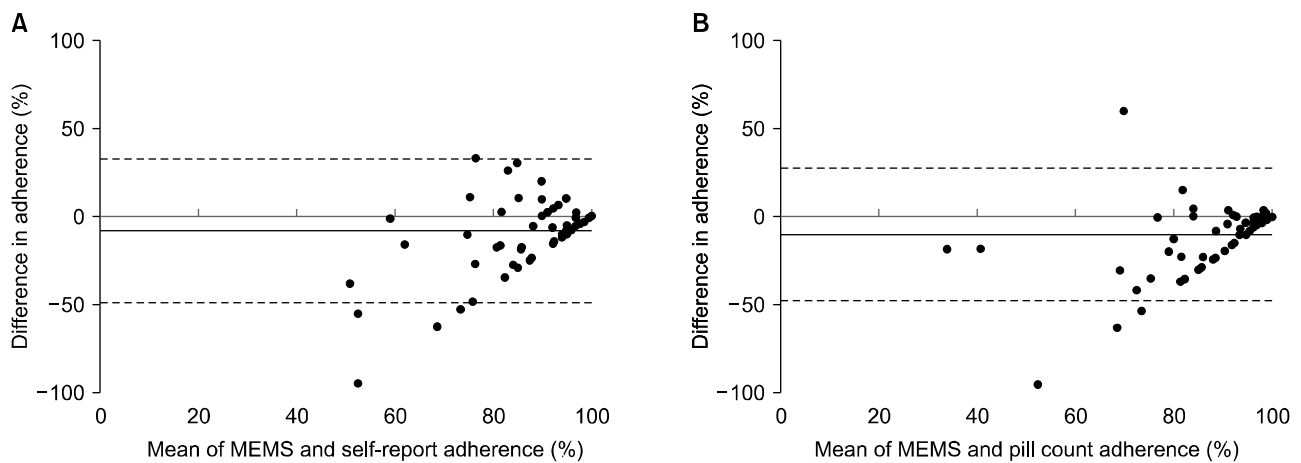 A
100
50
0
−50
−100
Difference in adherence (%)
0 20 40 60 80 100
Mean of MEMS and self-report adherence (%)
B
100
50
0
−50
−100
Difference in adherence (%)
0 20 40 60 80 100
Mean of MEMS and pill count adherence (%)